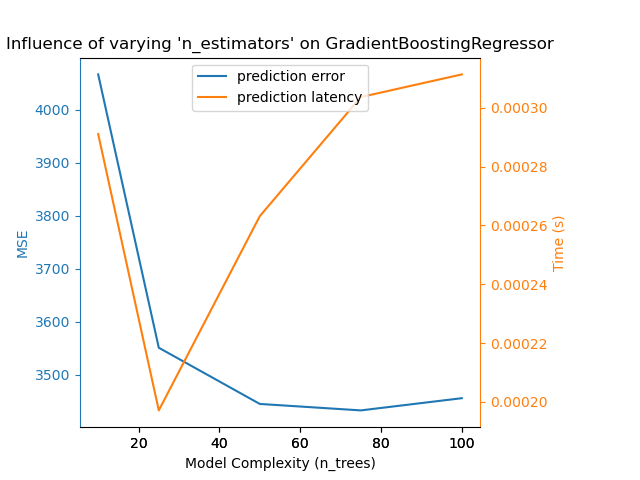 Influence of varying 'n_estimators' on GradientBoostingRegressor
prediction error
prediction latency
4000
3900
3800
3700
3600
3500
MSE
0.00030
0.00028
0.00026
0.00024
0.00022
0.00020
Time (s)
20 40 60 80 100
Model Complexity (n_trees)